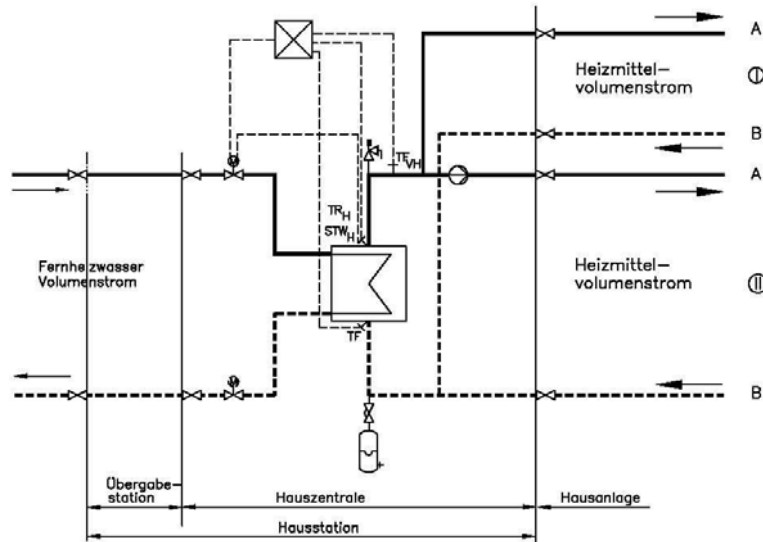 A
Heizmittel-
volumenstrom
I
B
TF VH
A
TR H
STW H
Fernheizwasser
Volumenstrom
Heizmittel-
volumenstrom
II
TF
B
Übergabe-
station
Hauszentrale
Hausanlage
Hausstation